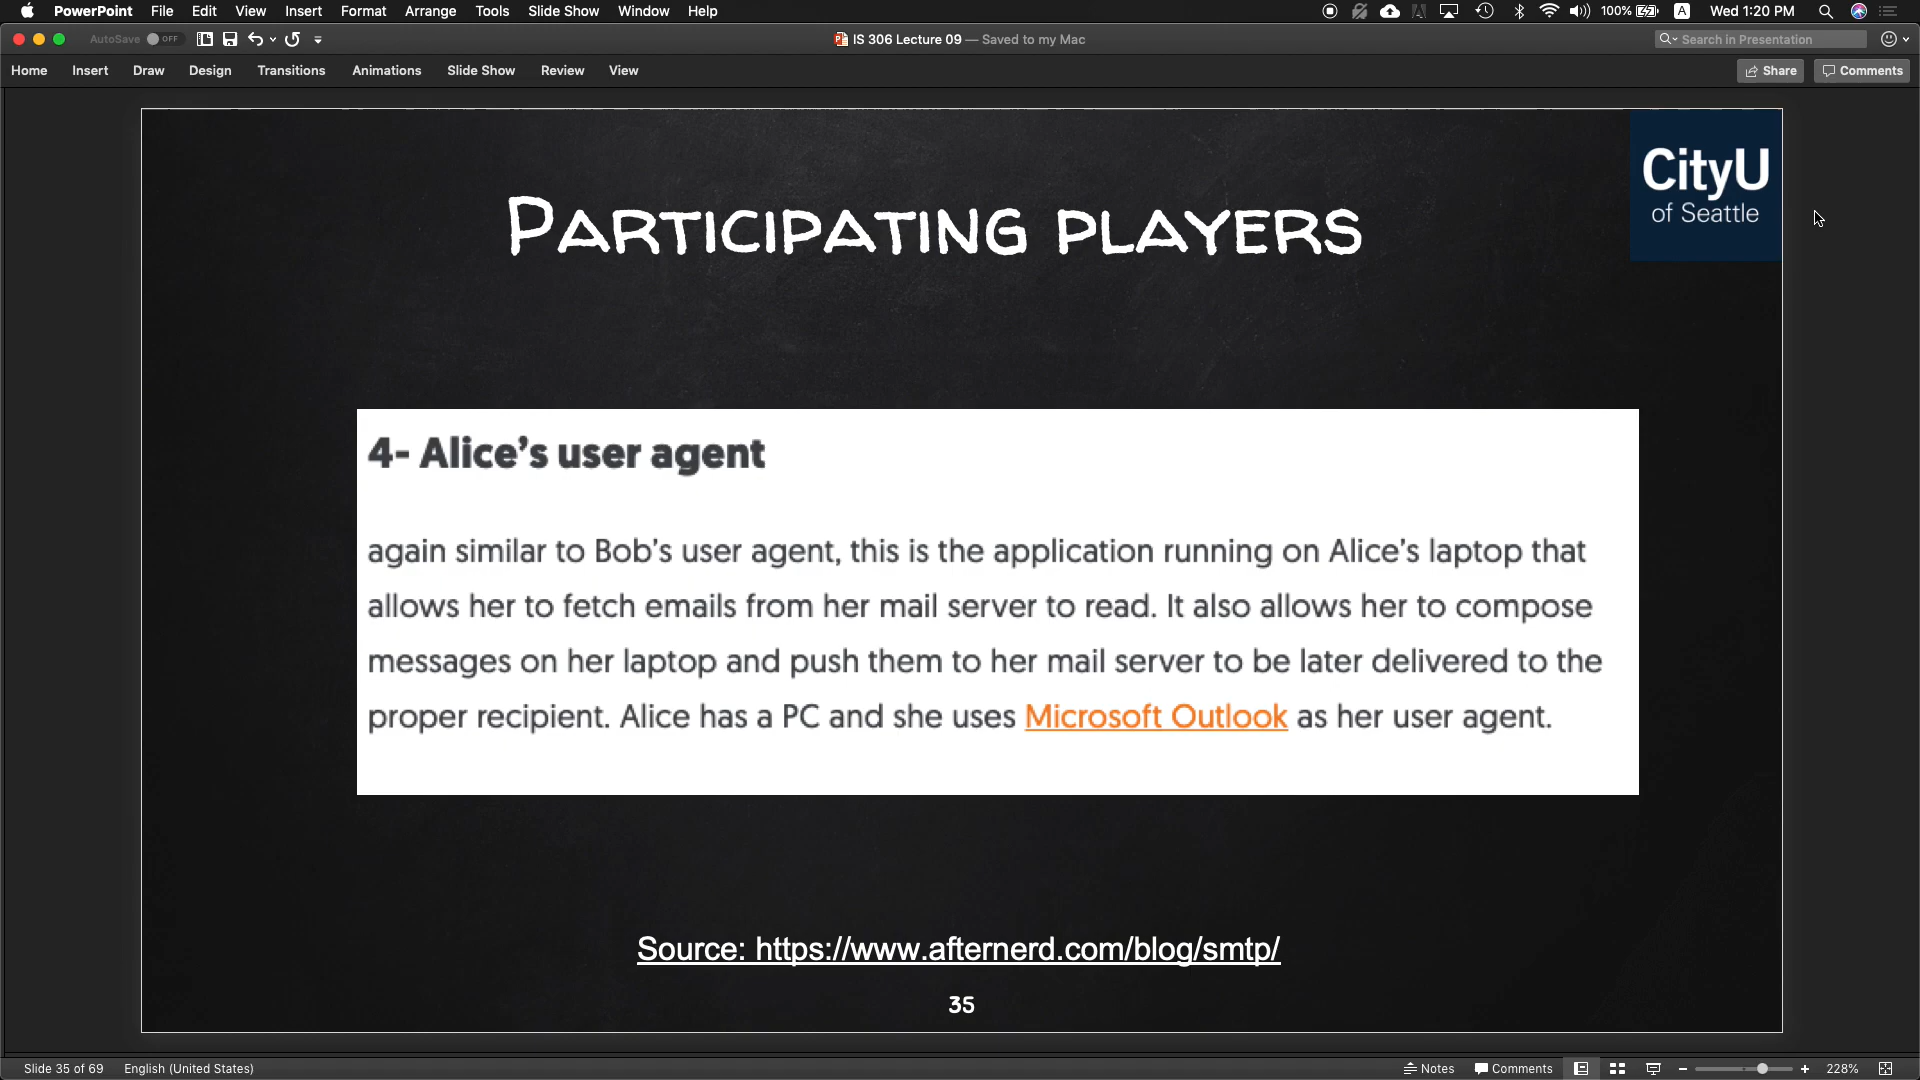 PowerPoint File Edit View Insert Format Arrange Tools Slide Show Window Help 100% A Wed 1:20 PM
AutoSave OFF IS 306 Lecture 09 — Saved to my Mac Search in Presentation
Home Insert Draw Design Transitions Animations Slide Show Review View Share Comments
CityU
of Seattle
Participating players
4- Alice’s user agent
again similar to Bob’s user agent, this is the application running on Alice’s laptop that
allows her to fetch emails from her mail server to read. It also allows her to compose
messages on her laptop and push them to her mail server to be later delivered to the
proper recipient. Alice has a PC and she uses Microsoft Outlook as her user agent.
Source: https://www.afternerd.com/blog/smtp/
35
Slide 35 of 69 English (United States) Notes Comments 228%